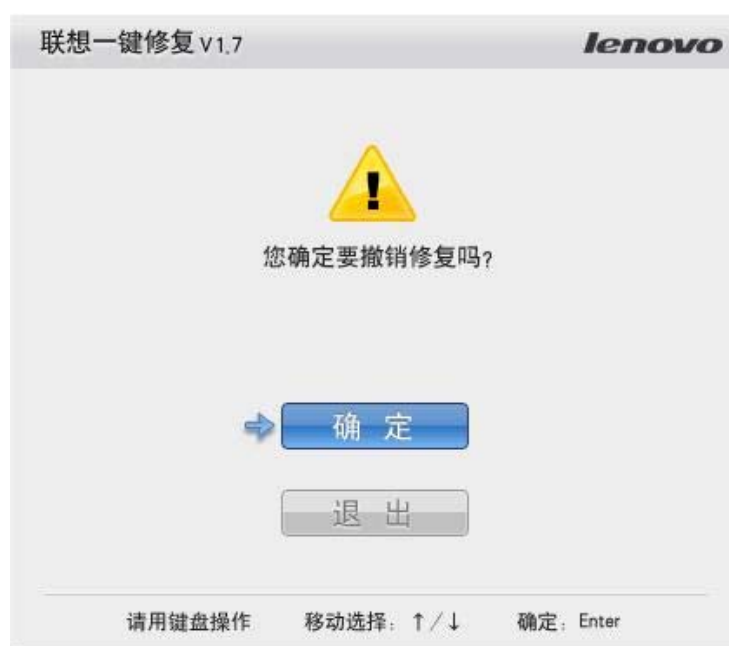 联想一键修复 V1.7
lenovo
您确定要撤销修复吗?
确 定
退 出
请用键盘操作 移动选择: ↑/↓ 确定: Enter